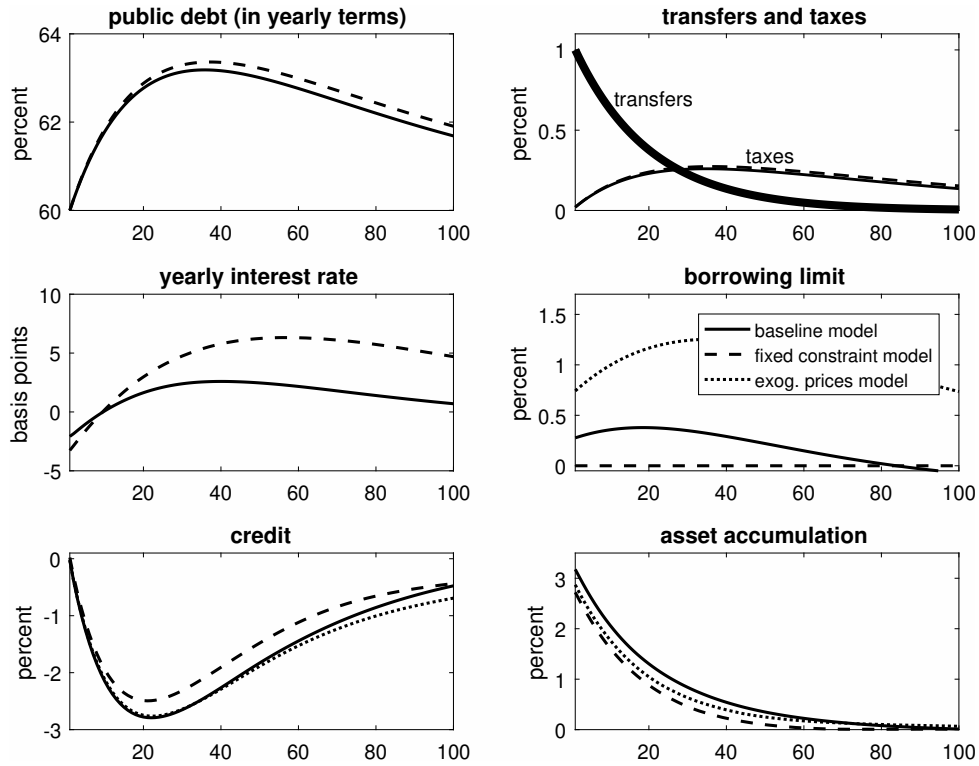 public debt (in yearly terms)
percent
64
62
60
20 40 60 80 100
transfers and taxes
percent
1
0.5
0
transfers
taxes
20 40 60 80 100
yearly interest rate
basis points
10
5
0
-5
20 40 60 80 100
borrowing limit
percent
1.5
1
0.5
0
baseline model
fixed constraint model
exog. prices model
20 40 60 80 100
credit
percent
0
-1
-2
-3
20 40 60 80 100
asset accumulation
percent
3
2
1
0
20 40 60 80 100